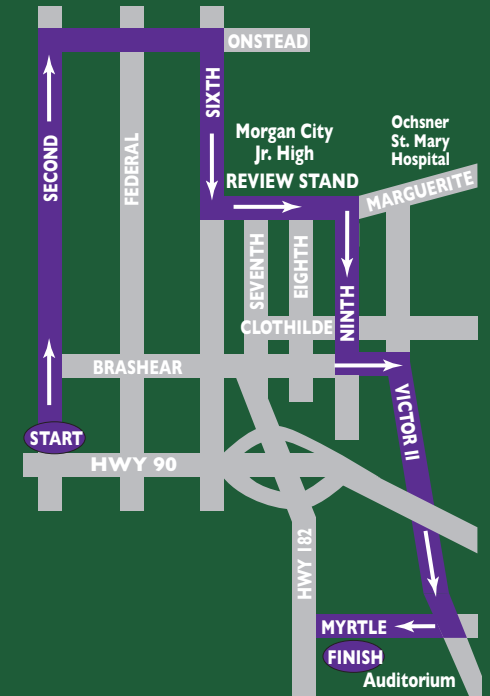 ONSTEAD
SIXTH
Morgan City
Jr. High
REVIEW STAND
Ochsner
St. Mary
Hospital
MARGUERITE
SECOND
FEDERAL
SEVENTH
EIGHTH
NINTH
CLOTHILDE
BRASHEAR
VICTOR II
START
HWY 90
HWY 182
MYRTLE
FINISH
Auditorium